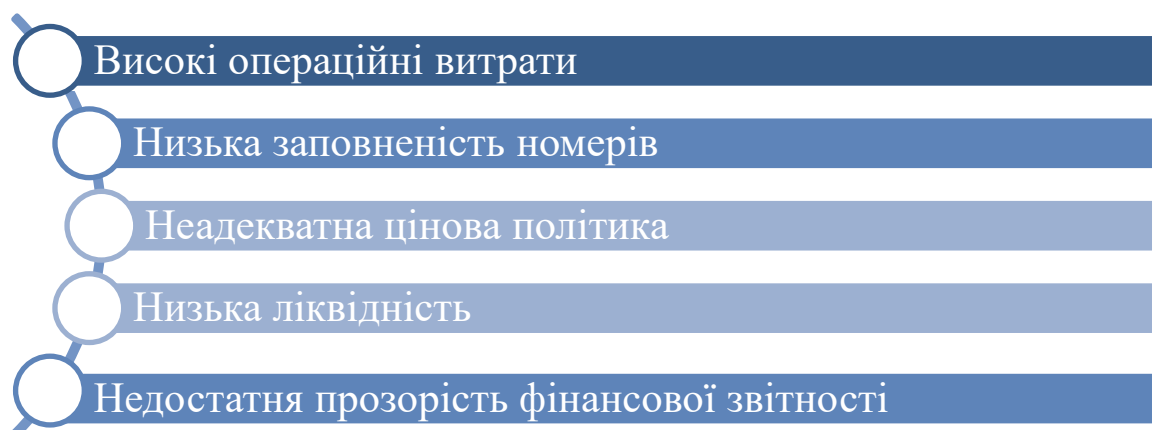 Високі операційні витрати
Низька заповненість номерів
Неадекватна цінова політика
Низька ліквідність
Недостатня прозорість фінансової звітності